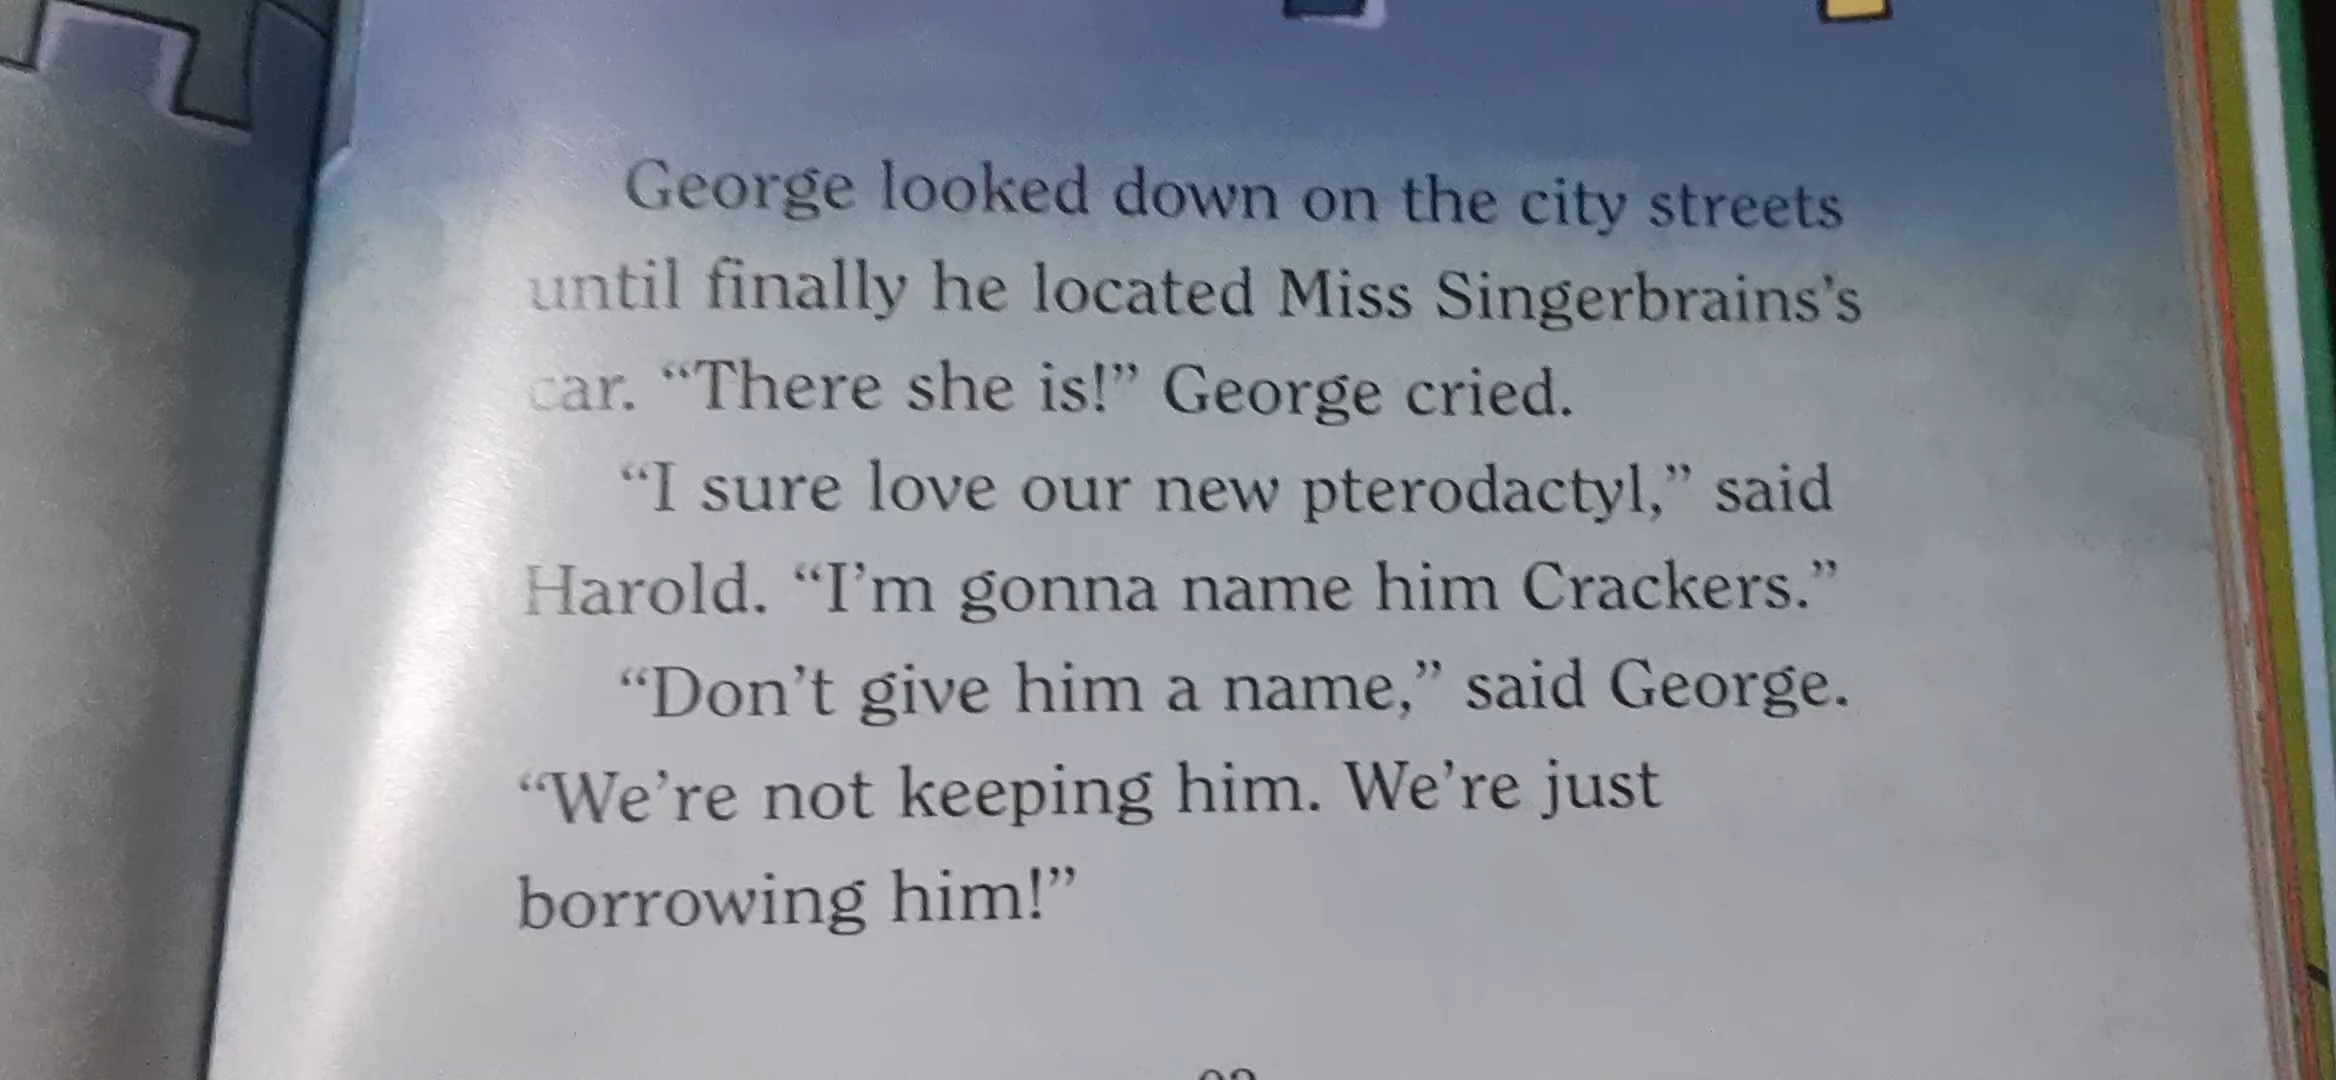 George looked down on the city streets
until finally he located Miss Singerbrains’s
car. “There she is!” George cried.
“I sure love our new pterodactyl,” said
Harold. “I’m gonna name him Crackers.”
“Don’t give him a name,” said George.
“We’re not keeping him. We’re just
borrowing him!”